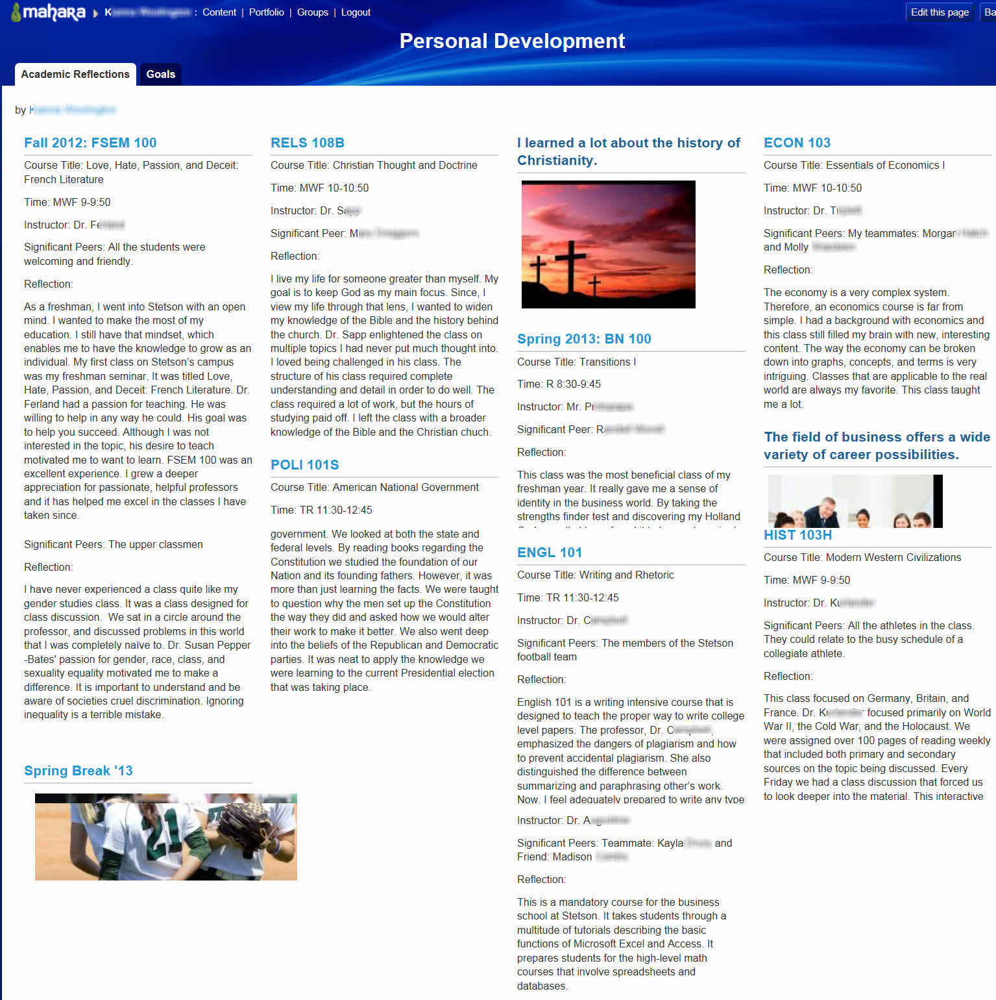 mahara
: Content | Portfolio | Groups | Logout
Edit this page
Personal Development
Academic Reflections
Goals
by
Fall 2012: FSEM 100
Course Title: Love, Hate, Passion, and Deceit:
French Literature
Time: MWF 9-9:50
Instructor: Dr.
Significant Peers: All the students were
welcoming and friendly.
Reflection:
As a freshman, I went into Stetson with an open
mind. I wanted to make the most of my
education. I still have that mindset, which
enables me to have the knowledge to grow as an
individual. My first class on Stetson’s campus
was my freshman seminar. It was titled Love,
Hate, Passion, and Deceit: French Literature. Dr.
Ferland had a passion for teaching. He was
willing to help in any way he could. His goal was
to help you succeed. Although I was not
interested in the topic, his desire to teach
motivated me to want to learn. FSEM 100 was an
excellent experience. I grew a deeper
appreciation for passionate, helpful professors
and it has helped me excel in the classes I have
taken since.
Significant Peers: The upper classmen
Reflection:
I have never experienced a class quite like my
gender studies class. It was a class designed for
class discussion.  We sat in a circle around the
professor, and discussed problems in this world
that I was completely naïve to. Dr. Susan Pepper
-Bates' passion for gender, race, class, and
sexuality equality motivated me to make a
difference. It is important to understand and be
aware of societies cruel discrimination. Ignoring
inequality is a terrible mistake.
Spring Break '13
21
RELS 108B
Course Title: Christian Thought and Doctrine
Time: MWF 10-10:50
Instructor: Dr.
Significant Peer:
Reflection:
I live my life for someone greater than myself. My
goal is to keep God as my main focus. Since, I
view my life through that lens, I wanted to widen
my knowledge of the Bible and the history behind
the church. Dr. Sapp enlightened the class on
multiple topics I had never put much thought into.
I loved being challenged in his class. The
structure of his class required complete
understanding and detail in order to do well. The
class required a lot of work, but the hours of
studying paid off. I left the class with a broader
knowledge of the Bible and the Christian chuch.
POLI 101S
Course Title: American National Government
Time: TR 11:30-12:45
government. We looked at both the state and
federal levels. By reading books regarding the
Constitution we studied the foundation of our
Nation and its founding fathers. However, it was
more than just learning the facts. We were taught
to question why the men set up the Constitution
the way they did and asked how we would alter
their work to make it better. We also went deep
into the beliefs of the Republican and Democratic
parties. It was neat to apply the knowledge we
were learning to the current Presidential election
that was taking place.
I learned a lot about the history of
Christianity.
Spring 2013: BN 100
Course Title: Transitions I
Time: R 8:30-9:45
Instructor: Mr.
Significant Peer:
Reflection:
This class was the most beneficial class of my
freshman year. It really gave me a sense of
identity in the business world. By taking the
strengths finder test and discovering my Holland
ENGL 101
Course Title: Writing and Rhetoric
Time: TR 11:30-12:45
Instructor: Dr.
Significant Peers: The members of the Stetson
football team
Reflection:
English 101 is a writing intensive course that is
designed to teach the proper way to write college
level papers. The professor, Dr.
emphasized the dangers of plagiarism and how
to prevent accidental plagiarism. She also
distinguished the difference between
summarizing and paraphrasing other’s work.
Now, I feel adequately prepared to write any type
Instructor: Dr.
Significant Peers: Teammate: Kayla and
Friend: Madison
Reflection:
This is a mandatory course for the business
school at Stetson. It takes students through a
multitude of tutorials describing the basic
functions of Microsoft Excel and Access. It
prepares students for the high-level math
courses that involve spreadsheets and
databases.
ECON 103
Course Title: Essentials of Economics I
Time: MWF 10-10:50
Instructor: Dr.
Significant Peers: My teammates: Morgan
and Molly
Reflection:
The economy is a very complex system.
Therefore, an economics course is far from
simple. I had a background with economics and
this class still filled my brain with new, interesting
content. The way the economy can be broken
down into graphs, concepts, and terms is very
intriguing. Classes that are applicable to the real
world are always my favorite. This class taught
me a lot.
The field of business offers a wide
variety of career possibilities.
HIST 103H
Course Title: Modern Western Civilizations
Time: MWF 9-9:50
Instructor: Dr.
Significant Peers: All the athletes in the class.
They could relate to the busy schedule of a
collegiate athlete.
Reflection:
This class focused on Germany, Britain, and
France. Dr. focused primarily on World
War II, the Cold War, and the Holocaust. We
were assigned over 100 pages of reading weekly
that included both primary and secondary
sources on the topic being discussed. Every
Friday we had a class discussion that forced us
to look deeper into the material. This interactive